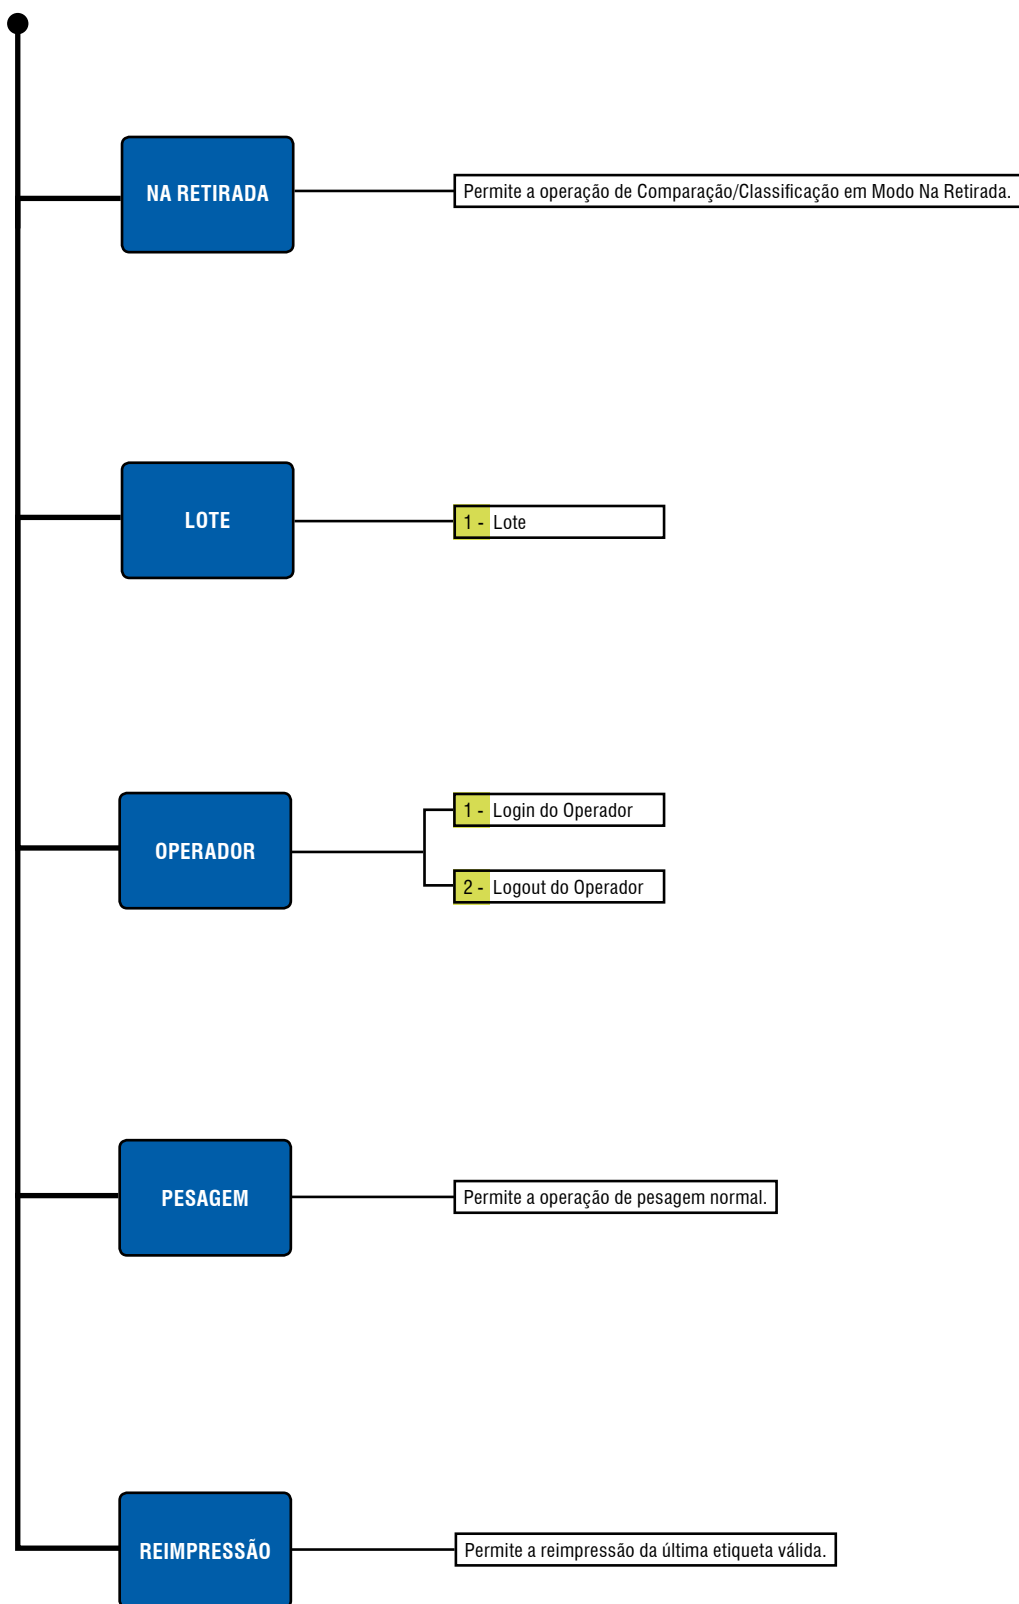 NA RETIRADA
Permite a operação de Comparação/Classificação em Modo Na Retirada.
LOTE
1 - Lote
OPERADOR
1 - Login do Operador
2 - Logout do Operador
PESAGEM
Permite a operação de pesagem normal.
REIMPRESSÃO
Permite a reimpressão da última etiqueta válida.